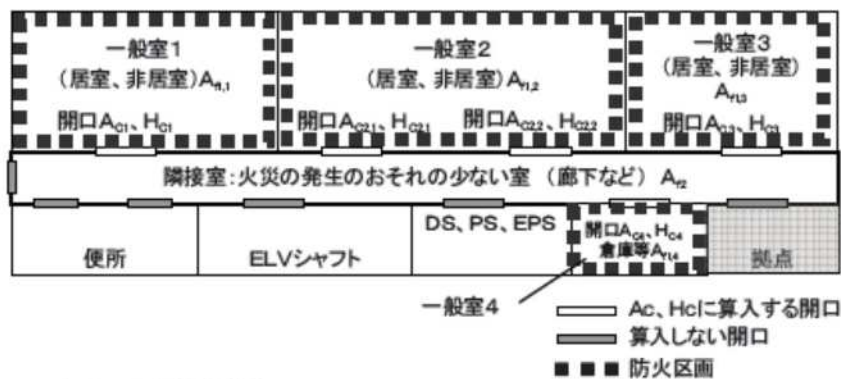 一般室1
(居室、非居室)Af1,1
開口AC1、HC1
一般室2
(居室、非居室)Af1,2
開口AC2,1、HC2,1
開口AC2,2、HC2,2
一般室3
(居室、非居室)
Af1,3
開口AC3、HC3
隣接室:火災の発生のおそれの少ない室 (廊下など) Af2
便所
ELVシャフト
DS、PS、EPS
開口AC4、HC4
倉庫等Af1,4
拠点
一般室4
Ac、Hcに算入する開口
算入しない開口
防火区画